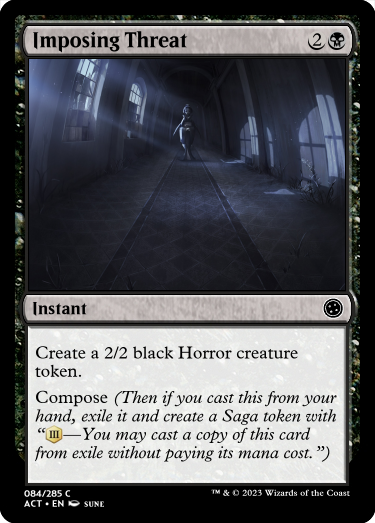 Imposing Threat 2
Instant
Create a 2/2 black Horror creature
token.
Compose (Then if you cast this from your
hand, exile it and create a Saga token with
“III—You may cast a copy of this card
from exile without paying its mana cost.”)
084/285 C
ACT • EN SUNE
™ & © 2023 Wizards of the Coast